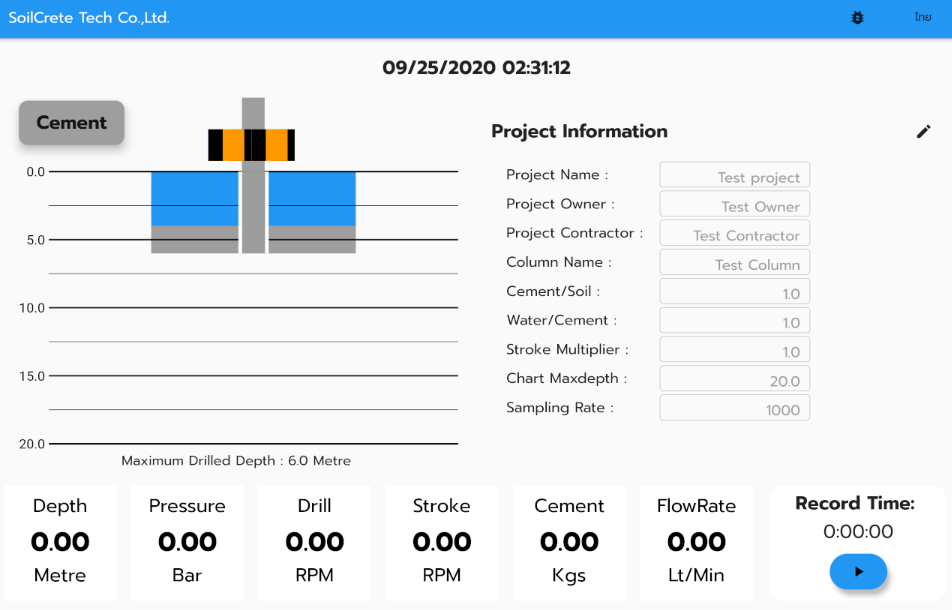 SoilCrete Tech Co.,Ltd.
ไทย
09/25/2020 02:31:12
Cement
0.0
5.0
10.0
15.0
20.0
Maximum Drilled Depth : 6.0 Metre
Project Information
Project Name : Test project
Project Owner : Test Owner
Project Contractor : Test Contractor
Column Name : Test Column
Cement/Soil : 1.0
Water/Cement : 1.0
Stroke Multiplier : 1.0
Chart Maxdepth : 20.0
Sampling Rate : 1000
Depth
0.00
Metre
Pressure
0.00
Bar
Drill
0.00
RPM
Stroke
0.00
RPM
Cement
0.00
Kgs
FlowRate
0.00
Lt/Min
Record Time:
0:00:00